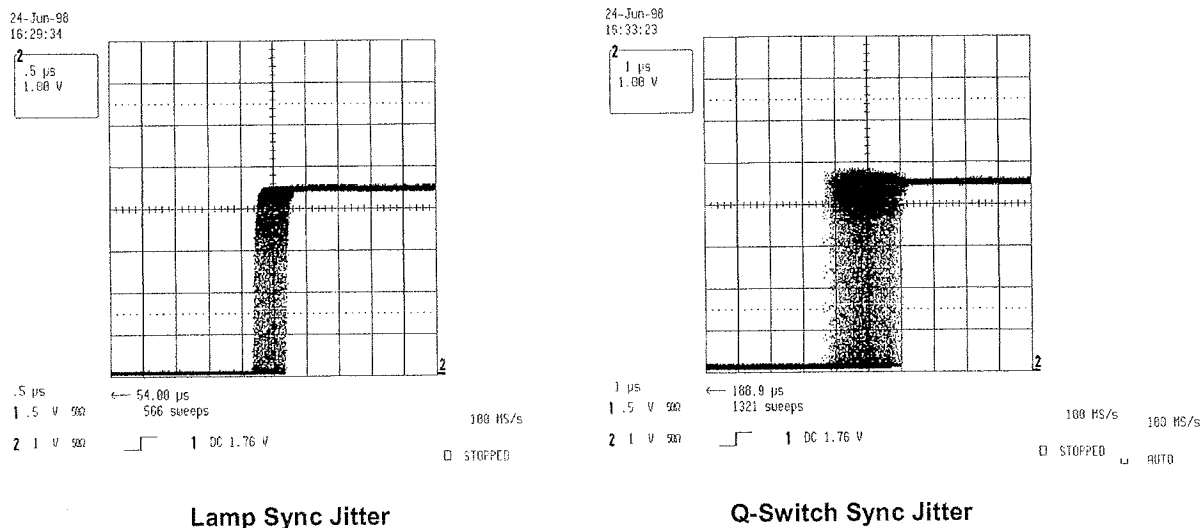 24-Jun-98
16:29:34
2
.5 µs
1.00 V
2
.5 µs
1 .5 V 50Ω
2 1 V 50Ω
← 54.00 µs
566 sweeps
1 DC 1.76 V
100 MS/s
□ STOPPED
Lamp Sync Jitter
24-Jun-98
16:33:23
2
1 µs
1.00 V
2
1 µs
1 .5 V 50Ω
2 1 V 50Ω
← 188.9 µs
1321 sweeps
1 DC 1.76 V
100 MS/s
□ STOPPED
100 MS/s
AUTO
Q-Switch Sync Jitter